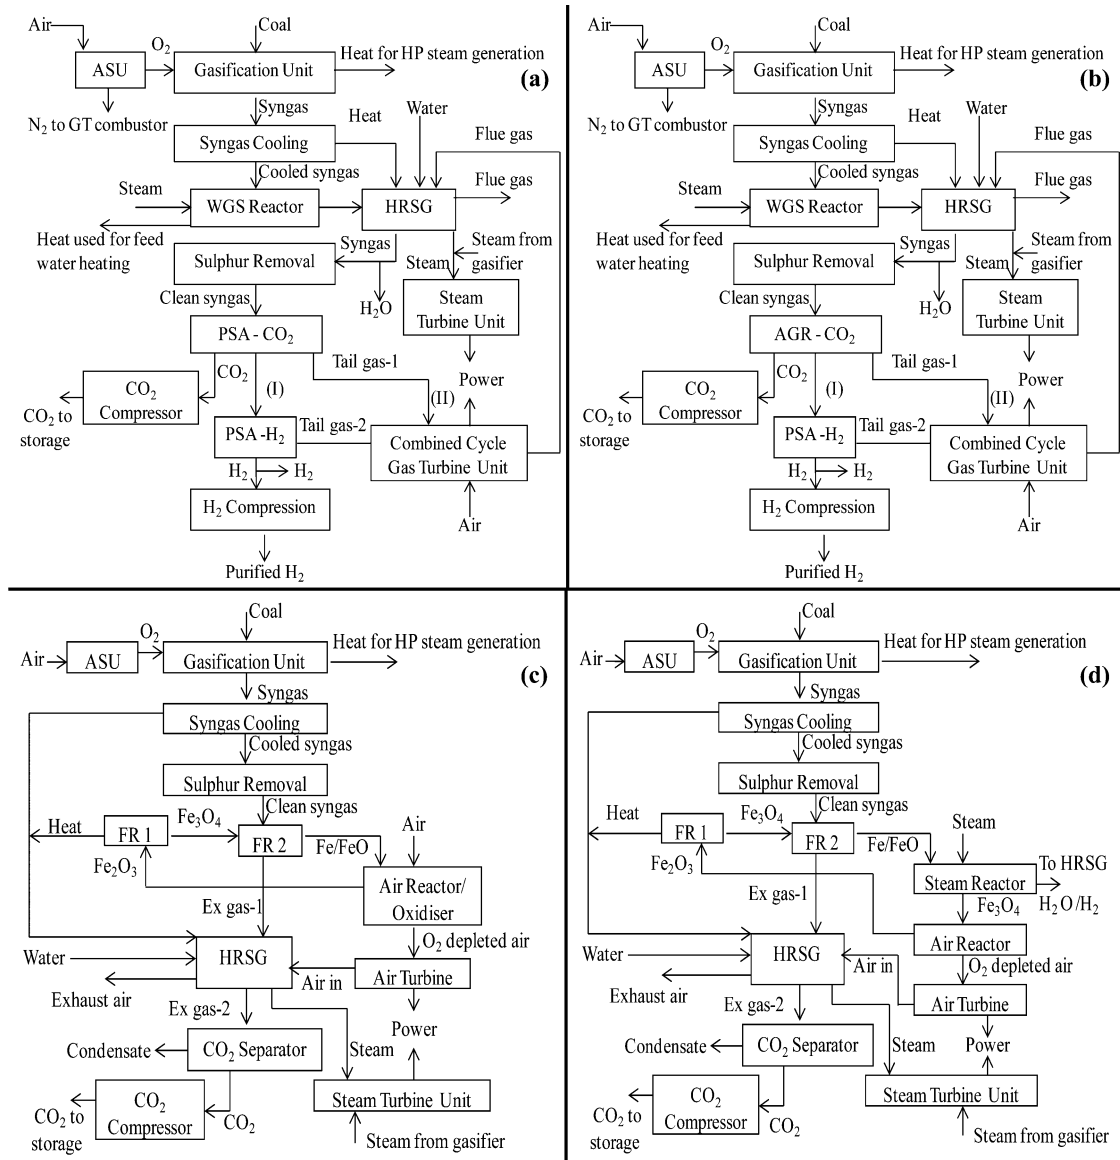 Air
Coal
O2
ASU
Gasification Unit
Heat for HP steam generation
(a)
N2 to GT combustor
Syngas
Heat
Water
Syngas Cooling
Flue gas
Cooled syngas
Steam
WGS Reactor
HRSG
Flue gas
Heat used for feed
water heating
Syngas
Steam from
gasifier
Sulphur Removal
Steam
Clean syngas
H2O
Steam
Turbine Unit
PSA - CO2
Tail gas-1
CO2
(I)
(II)
Power
CO2
Compressor
CO2 to
storage
PSA -H2
Tail gas-2
Combined Cycle
Gas Turbine Unit
H2
H2
H2 Compression
Air
Purified H2
Air
Coal
O2
ASU
Gasification Unit
Heat for HP steam generation
(b)
N2 to GT combustor
Syngas
Heat
Water
Syngas Cooling
Flue gas
Cooled syngas
Steam
WGS Reactor
HRSG
Flue gas
Heat used for feed
water heating
Syngas
Steam from
gasifier
Sulphur Removal
Steam
Clean syngas
H2O
Steam
Turbine Unit
AGR - CO2
Tail gas-1
CO2
(I)
(II)
Power
CO2
Compressor
CO2 to
storage
PSA -H2
Tail gas-2
Combined Cycle
Gas Turbine Unit
H2
H2
H2 Compression
Air
Purified H2
Coal
O2
Heat for HP steam generation
Air
ASU
Gasification Unit
(c)
Syngas
Syngas Cooling
Cooled syngas
Sulphur Removal
Clean syngas
Heat
FR 1
Fe3O4
FR 2
Fe/FeO
Air
Fe2O3
Air Reactor/
Oxidiser
Ex gas-1
O2 depleted air
Water
HRSG
Air in
Air Turbine
Exhaust air
Ex gas-2
Power
Condensate
CO2 Separator
Steam
CO2
Compressor
Steam Turbine Unit
CO2 to
storage
CO2
Steam from gasifier
Coal
O2
Heat for HP steam generation
Air
ASU
Gasification Unit
(d)
Syngas
Syngas Cooling
Cooled syngas
Sulphur Removal
Clean syngas
Heat
FR 1
Fe3O4
FR 2
Fe/FeO
Steam
Fe2O3
Steam Reactor
To HRSG
H2O/H2
Ex gas-1
Fe3O4
Air Reactor
O2 depleted air
Water
HRSG
Air in
Air Turbine
Exhaust air
Ex gas-2
Power
Condensate
CO2 Separator
Steam
CO2
Compressor
Steam Turbine Unit
CO2 to
storage
CO2
Steam from gasifier